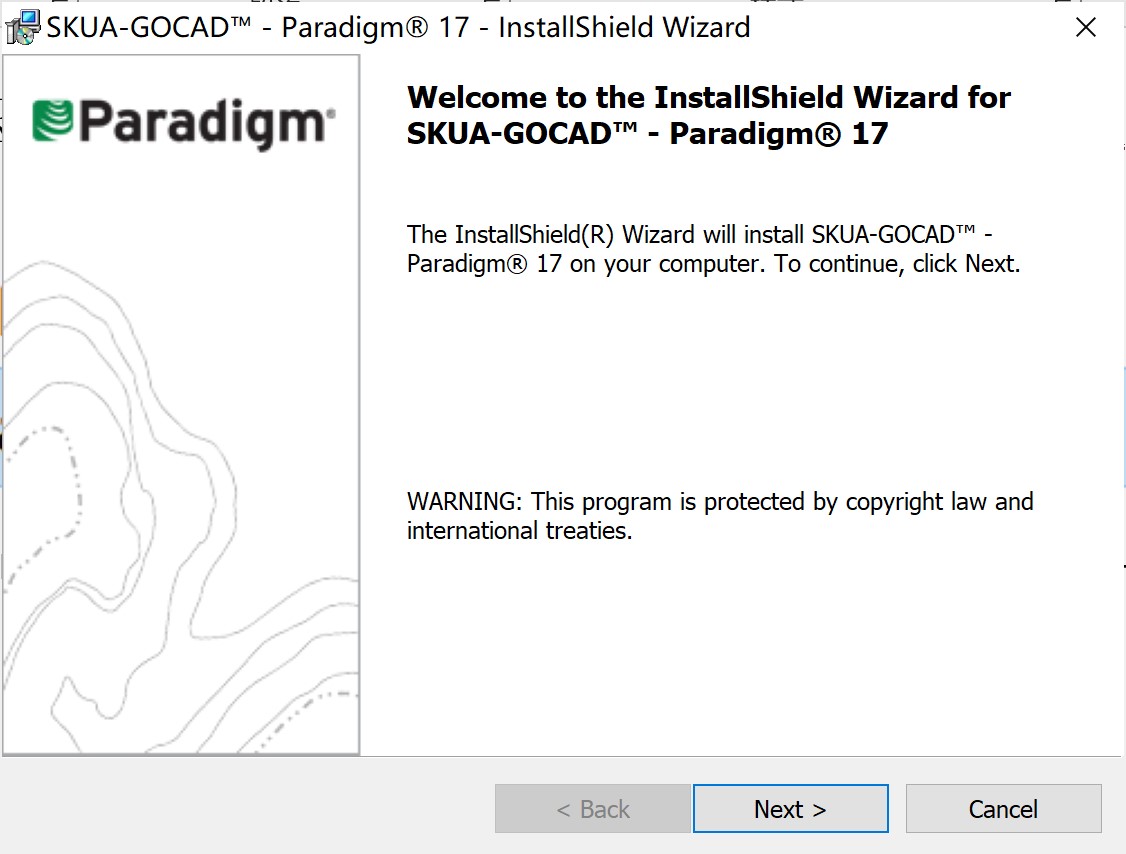 SKUA-GOCAD™ - Paradigm® 17 - InstallShield Wizard
Paradigm®
Welcome to the InstallShield Wizard for
SKUA-GOCAD™ - Paradigm® 17
The InstallShield(R) Wizard will install SKUA-GOCAD™ -
Paradigm® 17 on your computer. To continue, click Next.
WARNING: This program is protected by copyright law and
international treaties.
< Back
Next >
Cancel